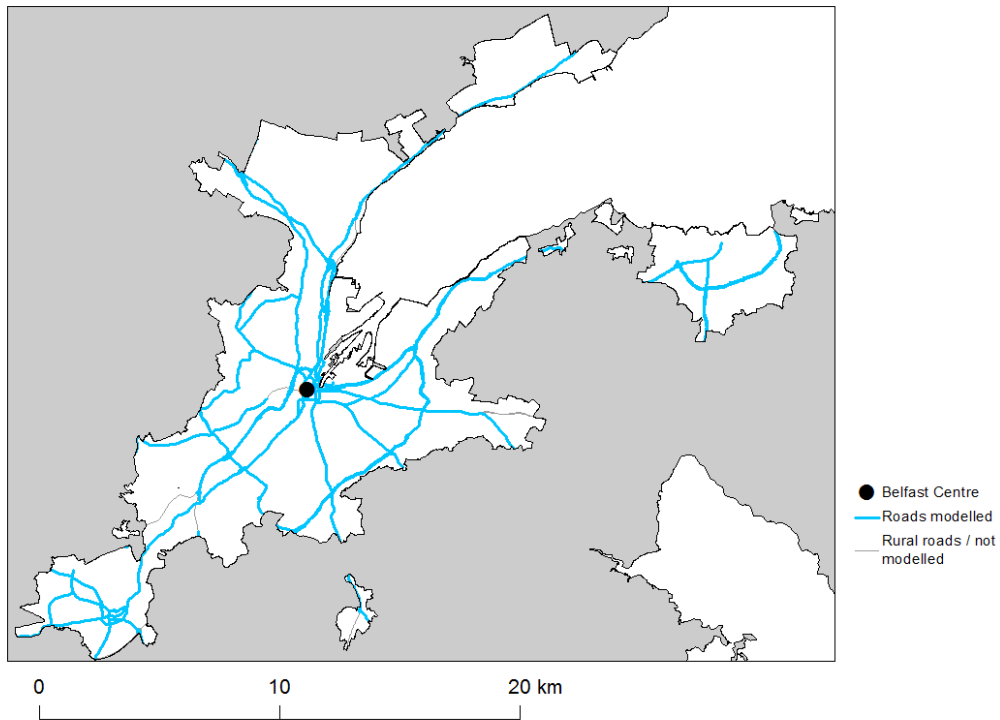 Belfast Centre
Roads modelled
Rural roads / not
modelled
0 10 20 km